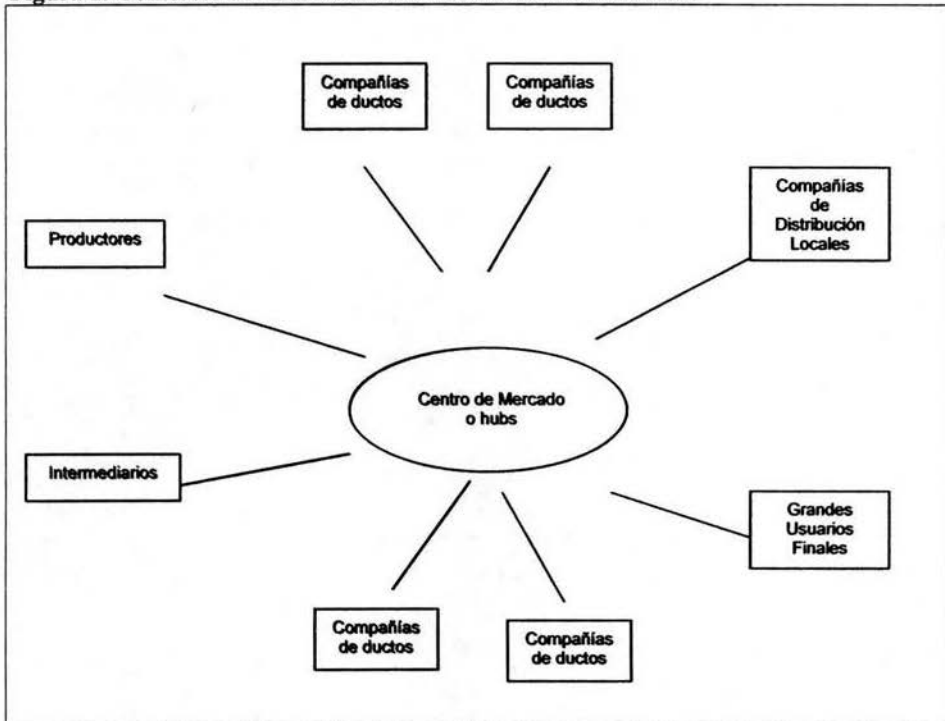 Compañías
de ductos
Compañías
de ductos
Compañías
de
Distribución
Locales
Productores
Centro de Mercado
o hubs
Intermediarios
Grandes
Usuarios
Finales
Compañías
de ductos
Compañías
de ductos